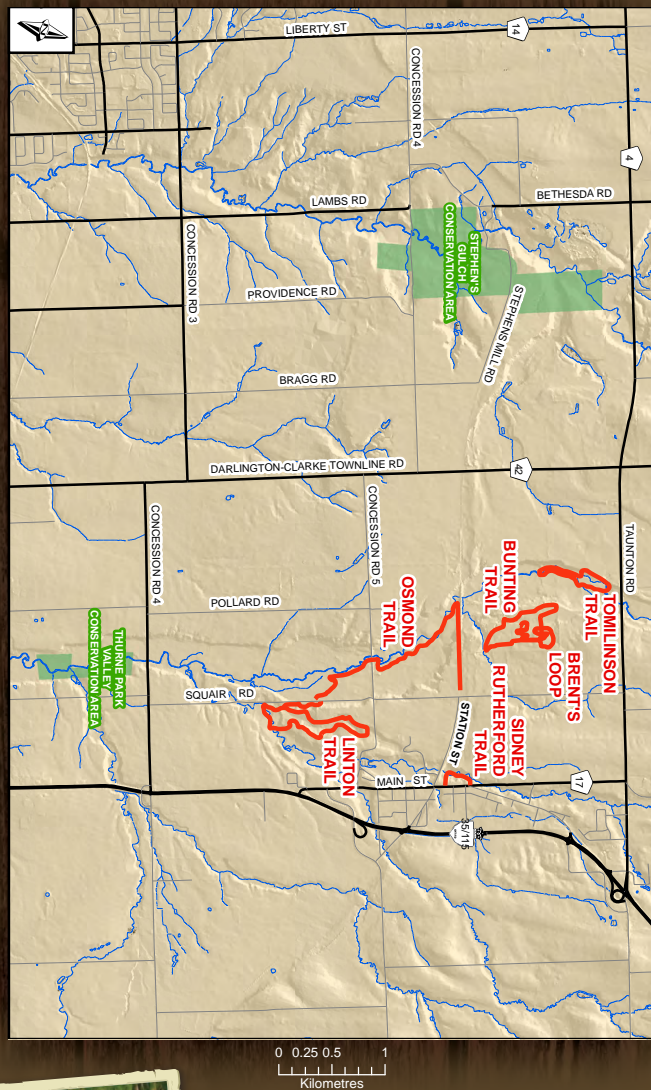 LIBERTY ST
14
CONCESSION RD 4
4
LAMBS RD
BETHESDA RD
STEPHEN'S
GULCH
CONSERVATION AREA
CONCESSION RD 3
PROVIDENCE RD
STEPHENS MILL RD
BRAGG RD
DARLINGTON-CLARKE TOWNLINE RD
42
CONCESSION RD 4
CONCESSION RD 5
TAUNTON RD
BUNTING
TRAIL
TOMLINSON
TRAIL
OSMOND
TRAIL
POLLARD RD
BRENT'S
LOOP
THURNE PARK
VALLEY
CONSERVATION AREA
SQUAIR RD
SIDNEY
RUTHERFORD
TRAIL
STATION ST
LINTON
TRAIL
MAIN ST
17
35/115
0 0.25 0.5 1
Kilometres